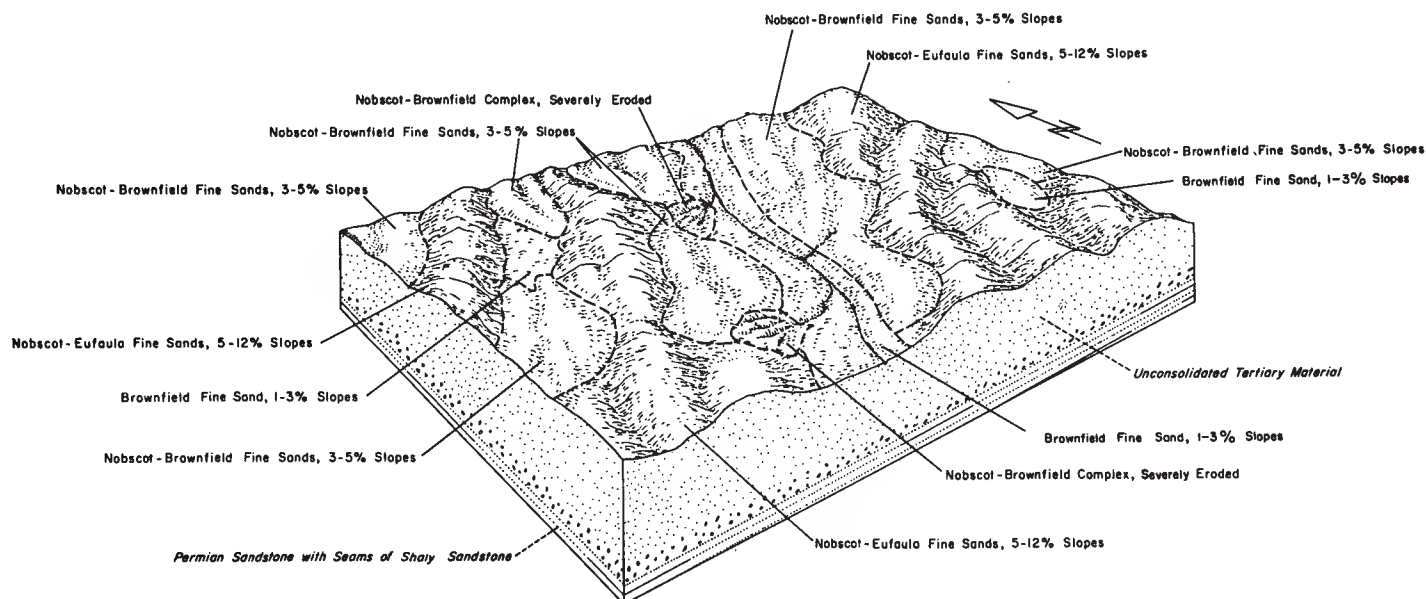 Nobscot-Brownfield Fine Sands, 3-5% Slopes
Nobscot-Eufaula Fine Sands, 5-12% Slopes
Nobscot-Brownfield Complex, Severely Eroded
Nobscot-Brownfield Fine Sands, 3-5% Slopes
Nobscot-Brownfield Fine Sands, 3-5% Slopes
Brownfield Fine Sand, 1-3% Slopes
Nobscot-Brownfield Fine Sands, 3-5% Slopes
Nobscot-Eufaula Fine Sands, 5-12% Slopes
Unconsolidated Tertiary Material
Brownfield Fine Sand, 1-3% Slopes
Nobscot-Brownfield Fine Sands, 3-5% Slopes
Brownfield Fine Sand, 1-3% Slopes
Nobscot-Brownfield Complex, Severely Eroded
Nobscot-Eufaula Fine Sands, 5-12% Slopes
Permian Sandstone with Seams of Shaly Sandstone